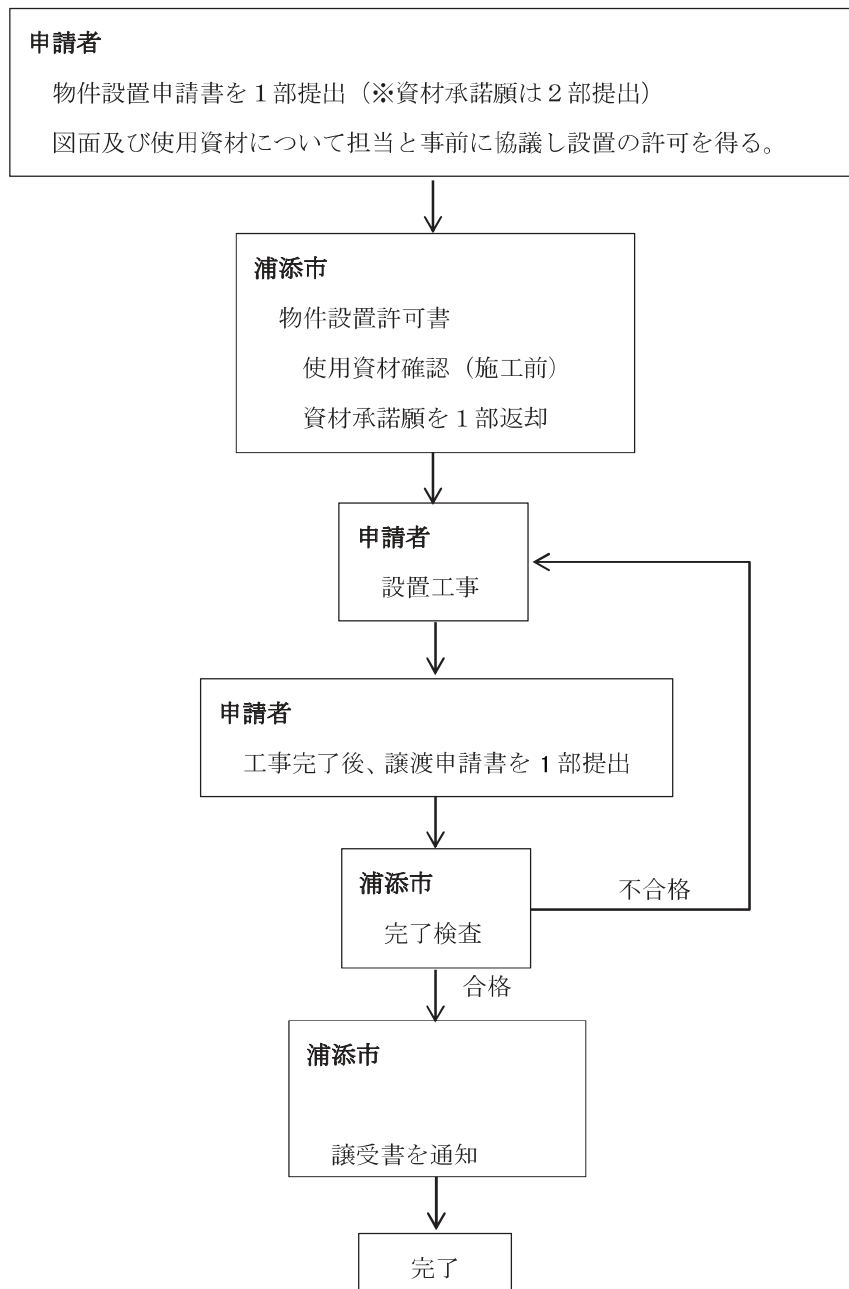 申請者
物件設置申請書を１部提出（※資材承諾願は２部提出）
図面及び使用資材について担当と事前に協議し設置の許可を得る。
浦添市
物件設置許可書
使用資材確認（施工前）
資材承諾願を１部返却
申請者
設置工事
申請者
工事完了後、譲渡申請書を 1 部提出
浦添市
完了検査
不合格
合格
浦添市
譲受書を通知
完了